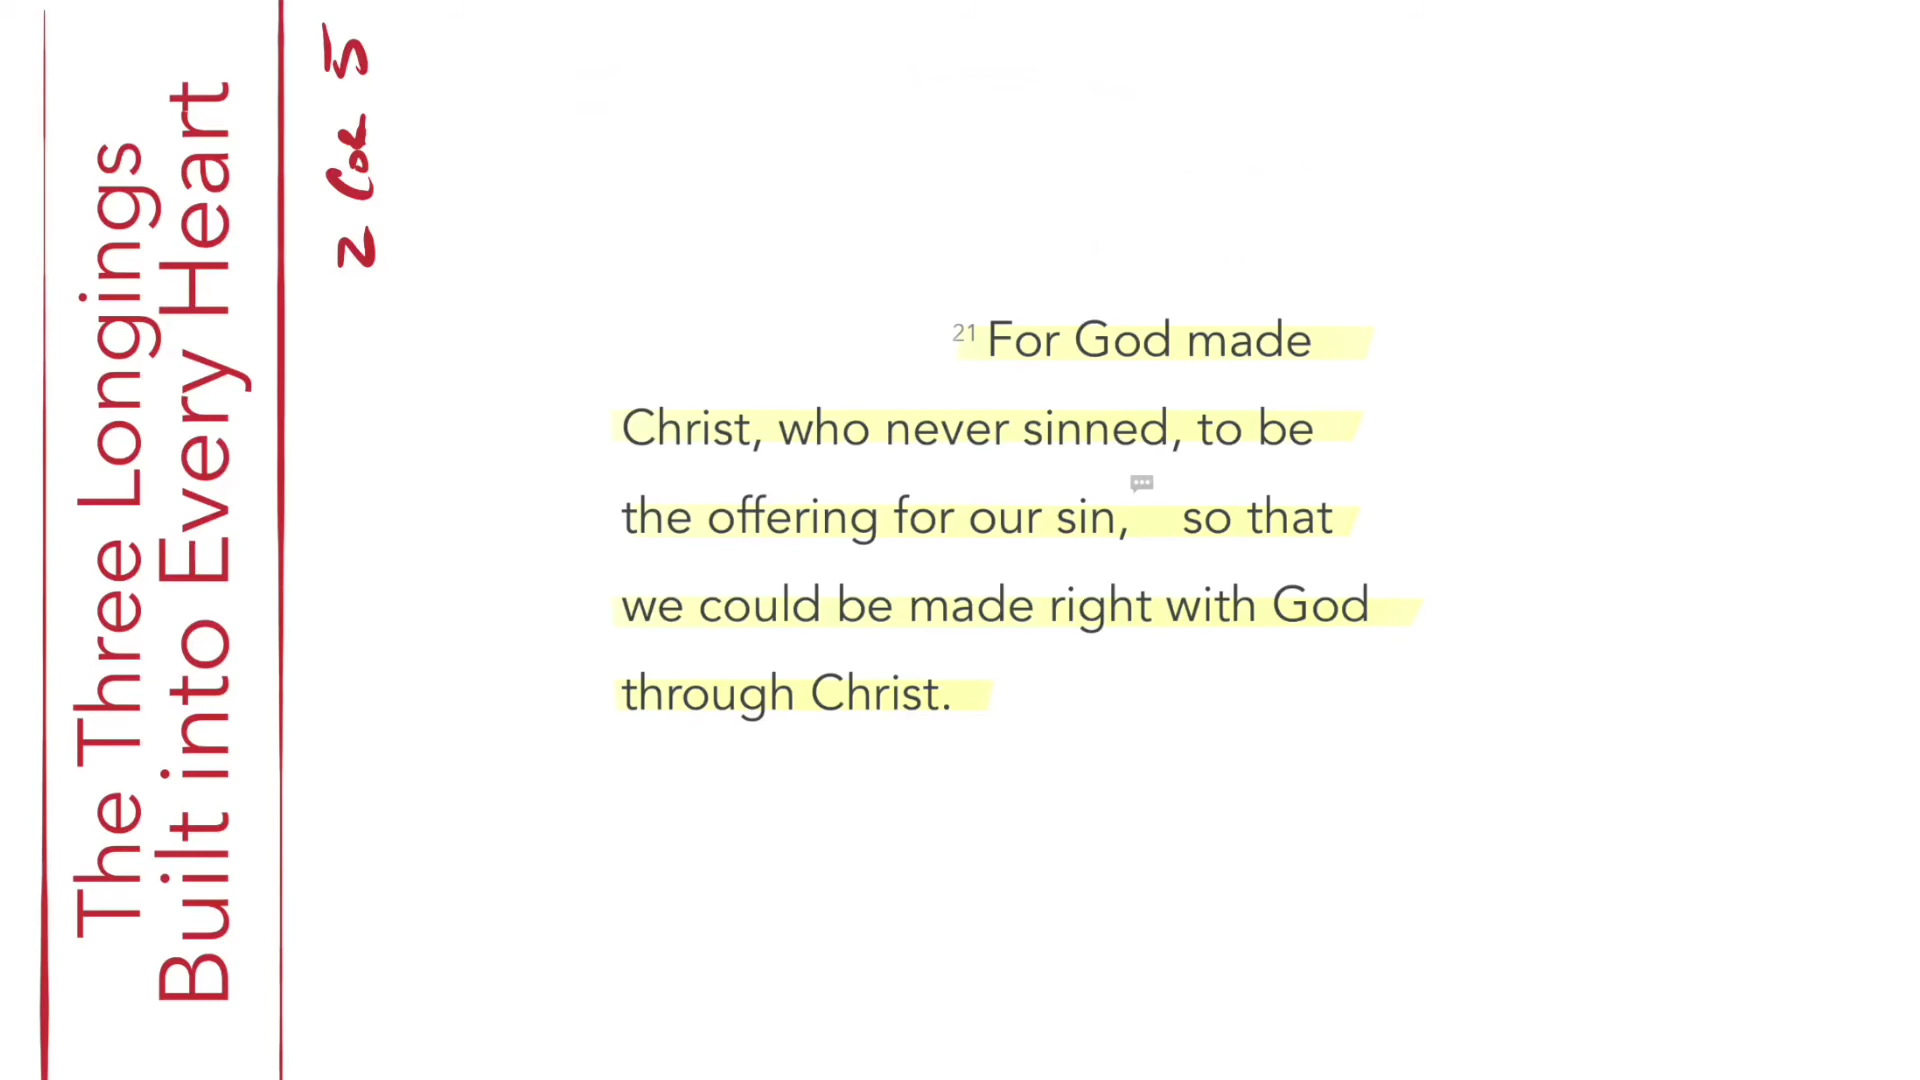 The Three Longings
Built into Every Heart
2 Cor 5
21 For God made
Christ, who never sinned, to be
the offering for our sin, so that
we could be made right with God
through Christ.